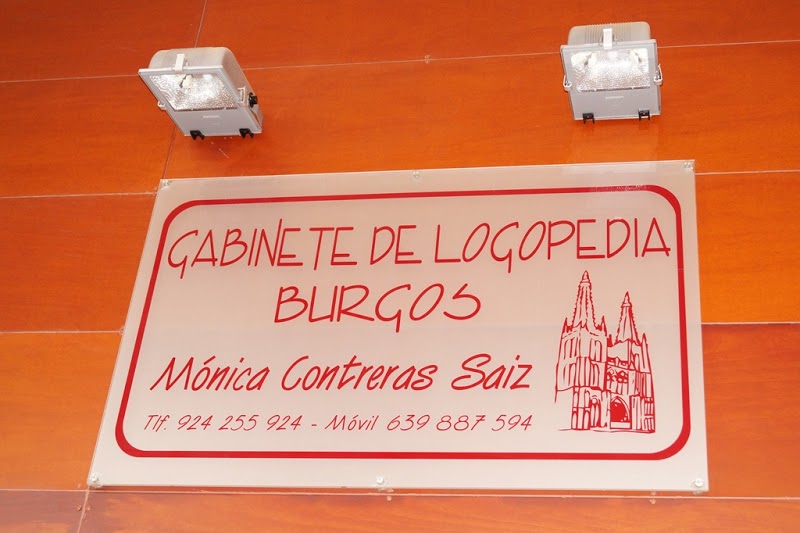 GABINETE DE LOGOPEDIA
BURGOS
Mónica Contreras Saiz
Tlf. 924 255 924 - Móvil 639 887 594